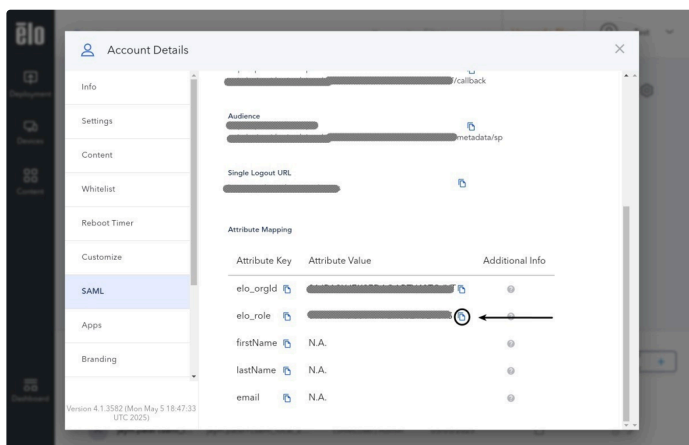 ēlo
Account Details
Info
Settings
Content
Whitelist
Reboot Timer
Customize
SAML
Apps
Branding
Version 4.1.3582 (Mon May 5 18:47:33
UTC 2025)
/callback
Audience
metadata/sp
Single Logout URL
Attribute Mapping
Attribute Key Attribute Value Additional Info
elo_orgId
elo_role
firstName N.A.
lastName N.A.
email N.A.
Deployment
Devices
Content
Dashboard